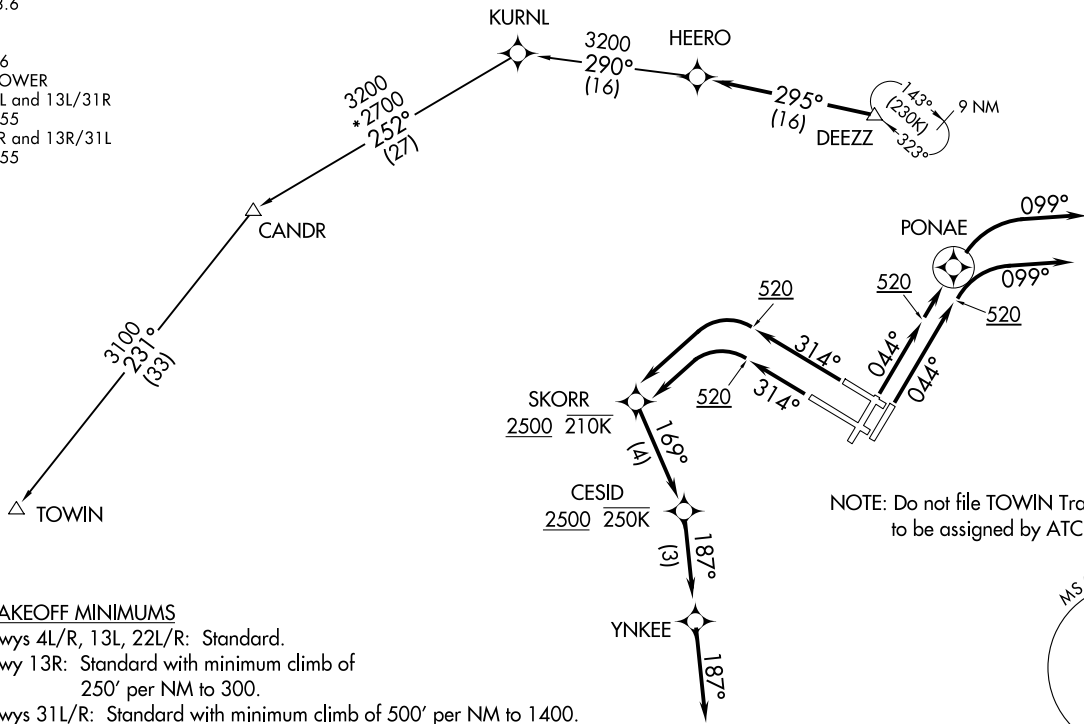 3.6
6
OWER
L and 13L/31R
55
R and 13R/31L
55
KURNL
HEERO
3200
290°
(16)
295°
(16)
DEEZZ
143°
(230K)
323°
9 NM
3200
*2700
252°
(27)
CANDR
3100
231°
(33)
TOWIN
PONAE
099°
099°
520
520
044°
044°
520
314°
520
314°
SKORR
2500 210K
169°
(4)
CESID
2500 250K
187°
(3)
YNKEE
187°
NOTE: Do not file TOWIN Tra
to be assigned by ATC
MS
AKEOFF MINIMUMS
wys 4L/R, 13L, 22L/R: Standard.
wy 13R: Standard with minimum climb of
250' per NM to 300.
wys 31L/R: Standard with minimum climb of 500' per NM to 1400.